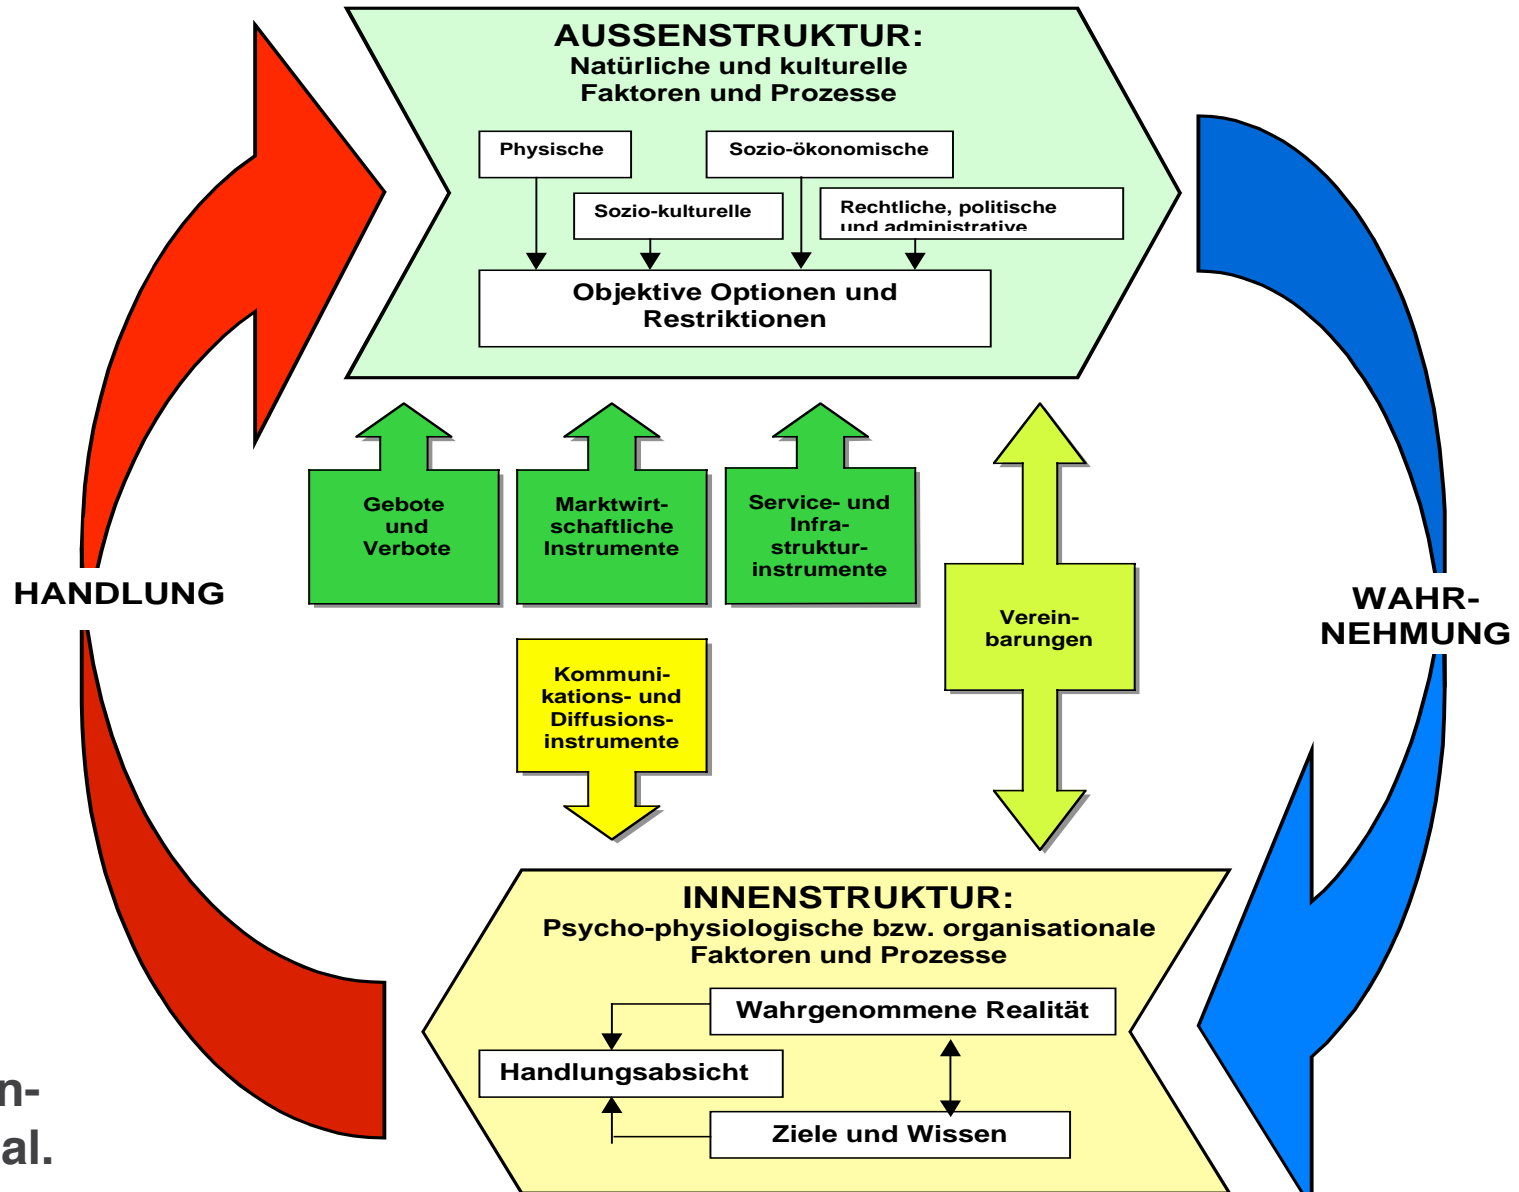 AUSSENSTRUKTUR:
Natürliche und kulturelle
Faktoren und Prozesse
Physische
Sozio-ökonomische
Sozio-kulturelle
Rechtliche, politische
und administrative
Objektive Optionen und
Restriktionen
Gebote
und
Verbote
Marktwirt-
schaftliche
Instrumente
Service- und
Infra-
struktur-
instrumente
HANDLUNG
WAHR-
NEHMUNG
Verein-
barungen
Kommuni-
kations- und
Diffusions-
instrumente
INNENSTRUKTUR:
Psycho-physiologische bzw. organisationale
Faktoren und Prozesse
Wahrgenommene Realität
Handlungsabsicht
Ziele und Wissen
n-
al.